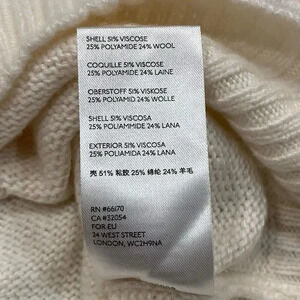 SHELL 51% VISCOSE
25% POLYAMIDE 24% WOOL
COQUILLE 51% VISCOSE
25% POLYAMIDE 24% LAINE
OBERSTOFF 51% VISKOSE
25% POLYAMID 24% WOLLE
SHELL 51% VISCOSA
25% POLIAMMIDE 24% LANA
EXTERIOR 51% VISCOSA
25% POLIAMIDA 24% LANA
壳 51% 粘胶 25% 绵纶 24% 羊毛
RN #66170
CA #32054
FOR EU
24 WEST STREET
LONDON, WC2H9NA